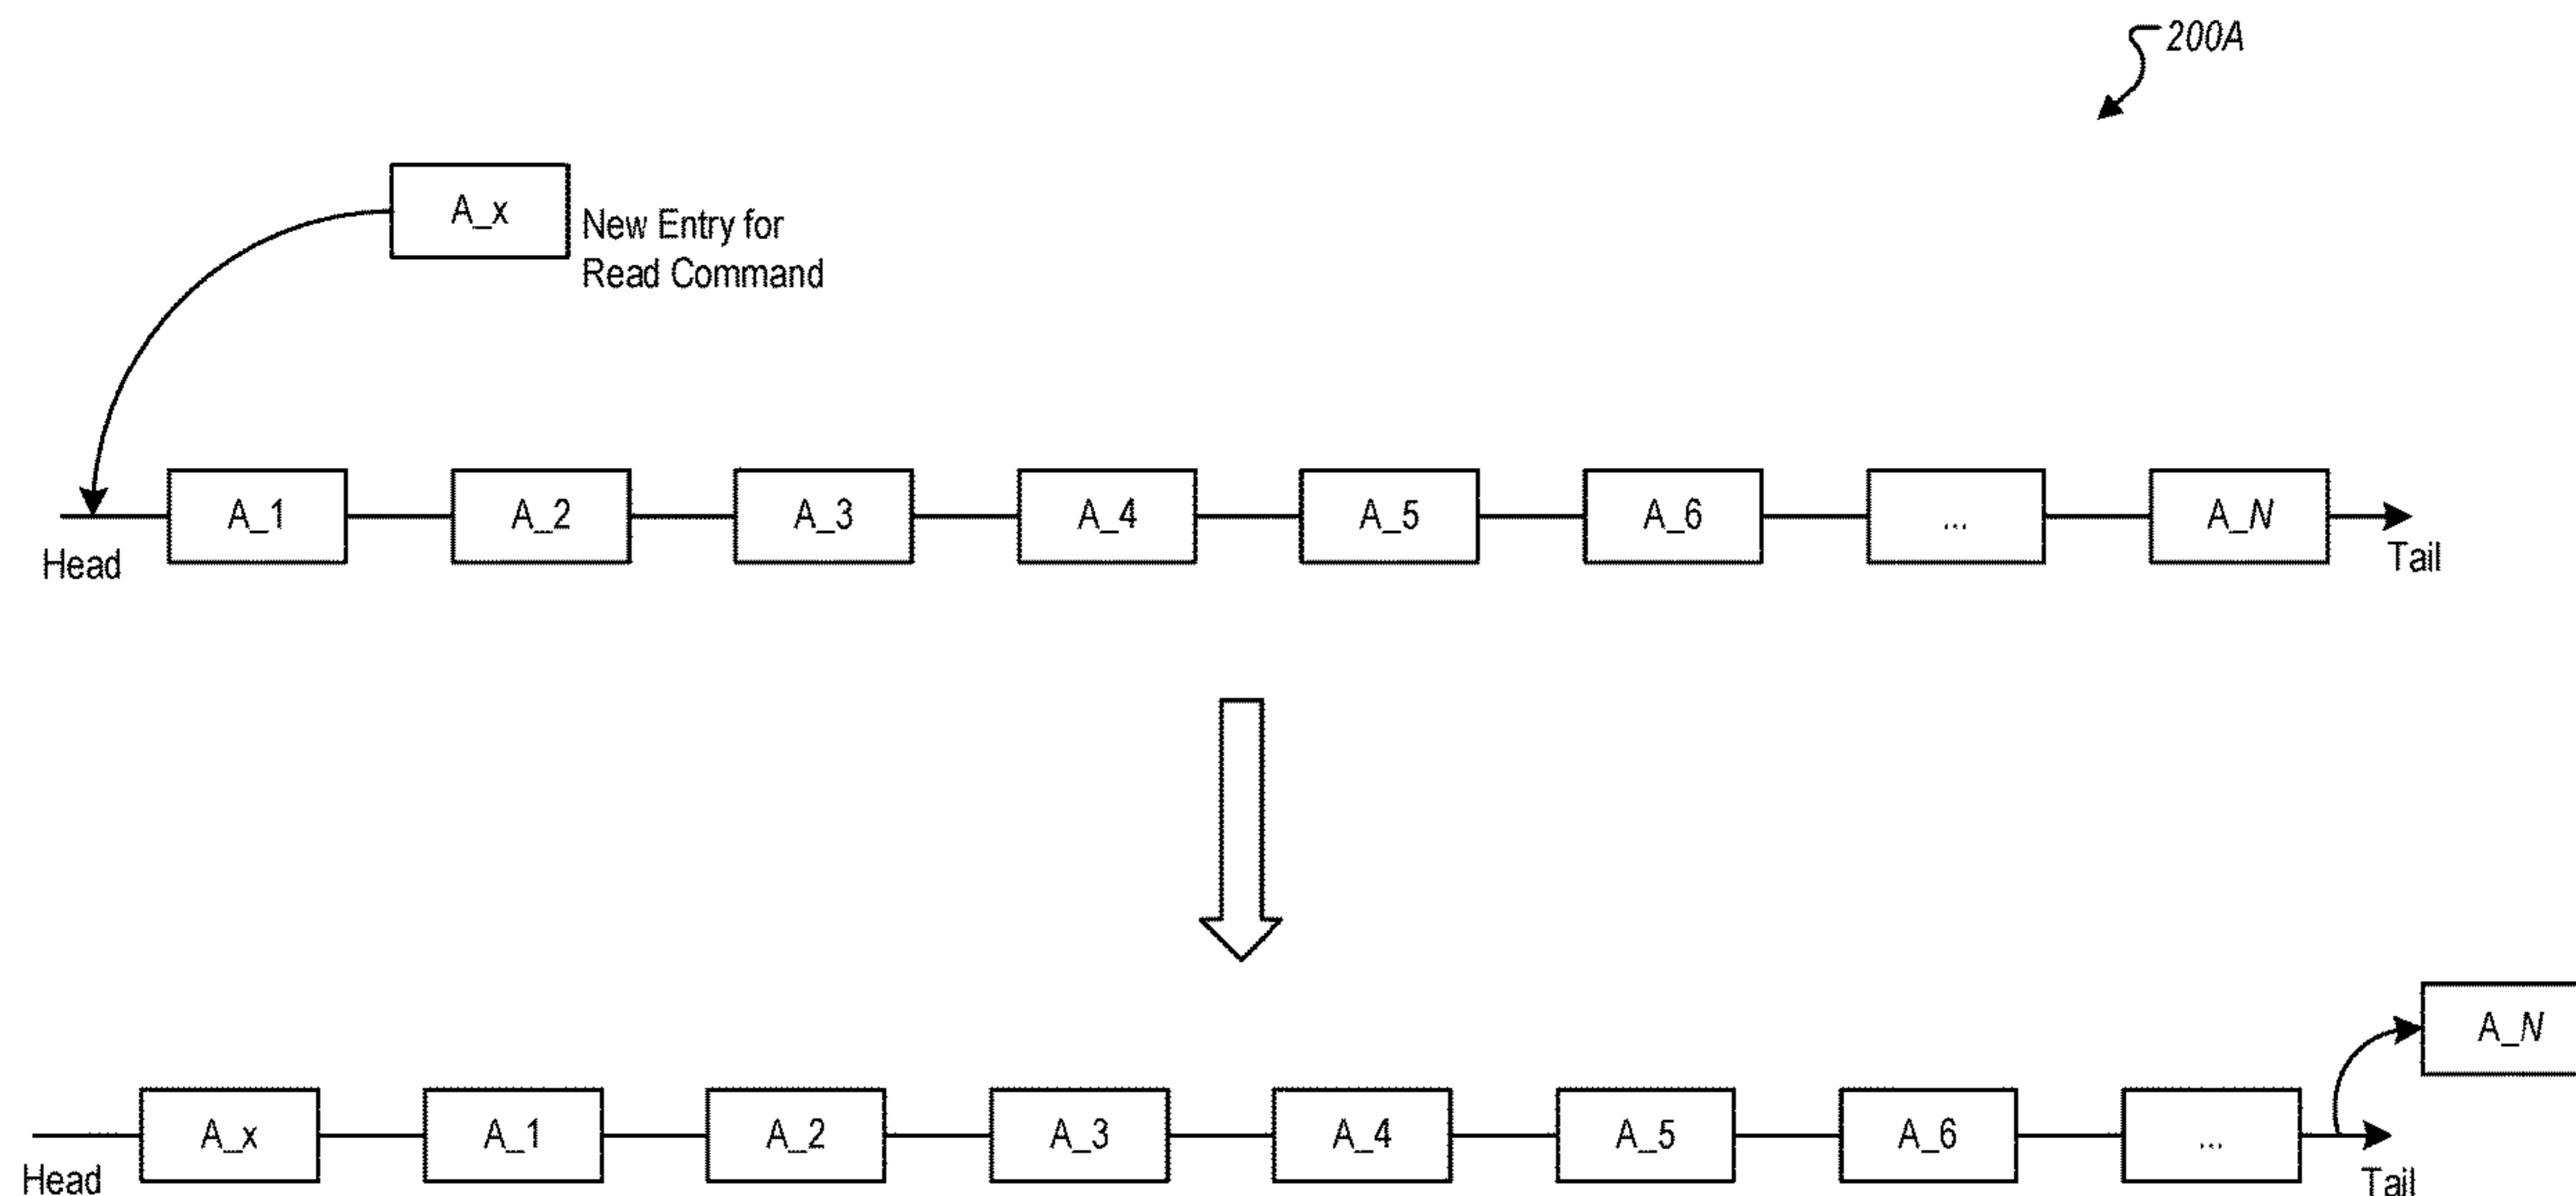 200A
A_x
New Entry for
Read Command
A_1
A_2
A_3
A_4
A_5
A_6
...
A_N
Head
Tail
A_N
A_x
A_1
A_2
A_3
A_4
A_5
A_6
...
Head
Tail